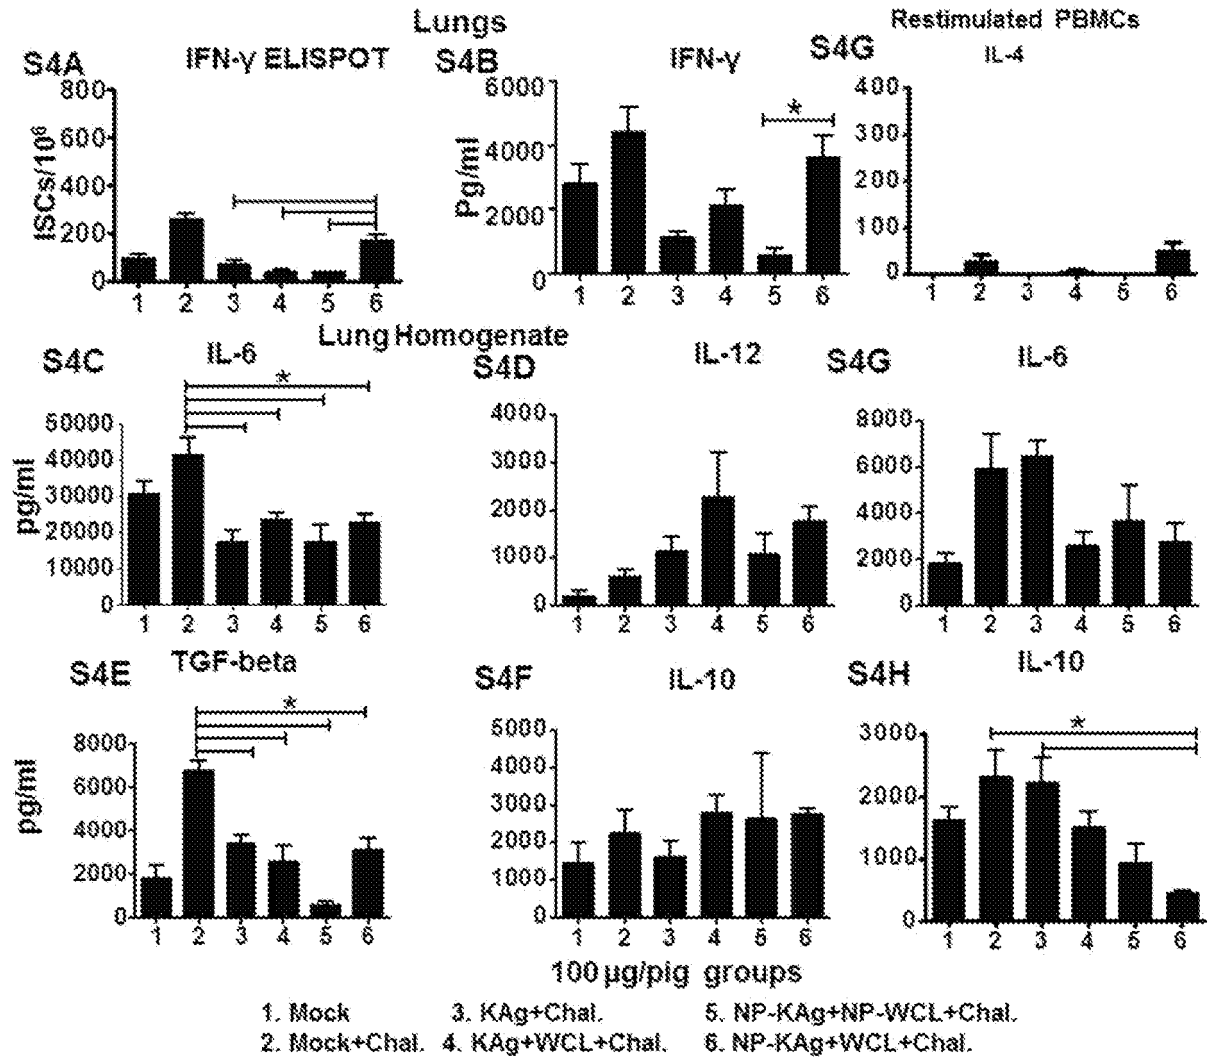 Lungs
Restimulated PBMCs
S4A
IFN-γ ELISPOT
S4B
IFN-γ
S4G
IL-4
ISCs/10⁶
800
600
400
200
0
1 2 3 4 5 6
Pg/ml
6000
4000
2000
0
*
1 2 3 4 5 6
400
300
200
100
0
1 2 3 4 5 6
Lung Homogenate
S4C
IL-6
S4D
IL-12
S4G
IL-6
pg/ml
50000
40000
30000
20000
10000
0
*
1 2 3 4 5 6
4000
3000
2000
1000
0
1 2 3 4 5 6
8000
6000
4000
2000
0
1 2 3 4 5 6
S4E
TGF-beta
S4F
IL-10
S4H
IL-10
pg/ml
8000
6000
4000
2000
0
*
1 2 3 4 5 6
5000
4000
3000
2000
1000
0
1 2 3 4 5 6
3000
2000
1000
0
*
1 2 3 4 5 6
100 µg/pig groups
1. Mock 3. KAg+Chal. 5. NP-KAg+NP-WCL+Chal.
2. Mock+Chal. 4. KAg+WCL+Chal. 6. NP-KAg+WCL+Chal.